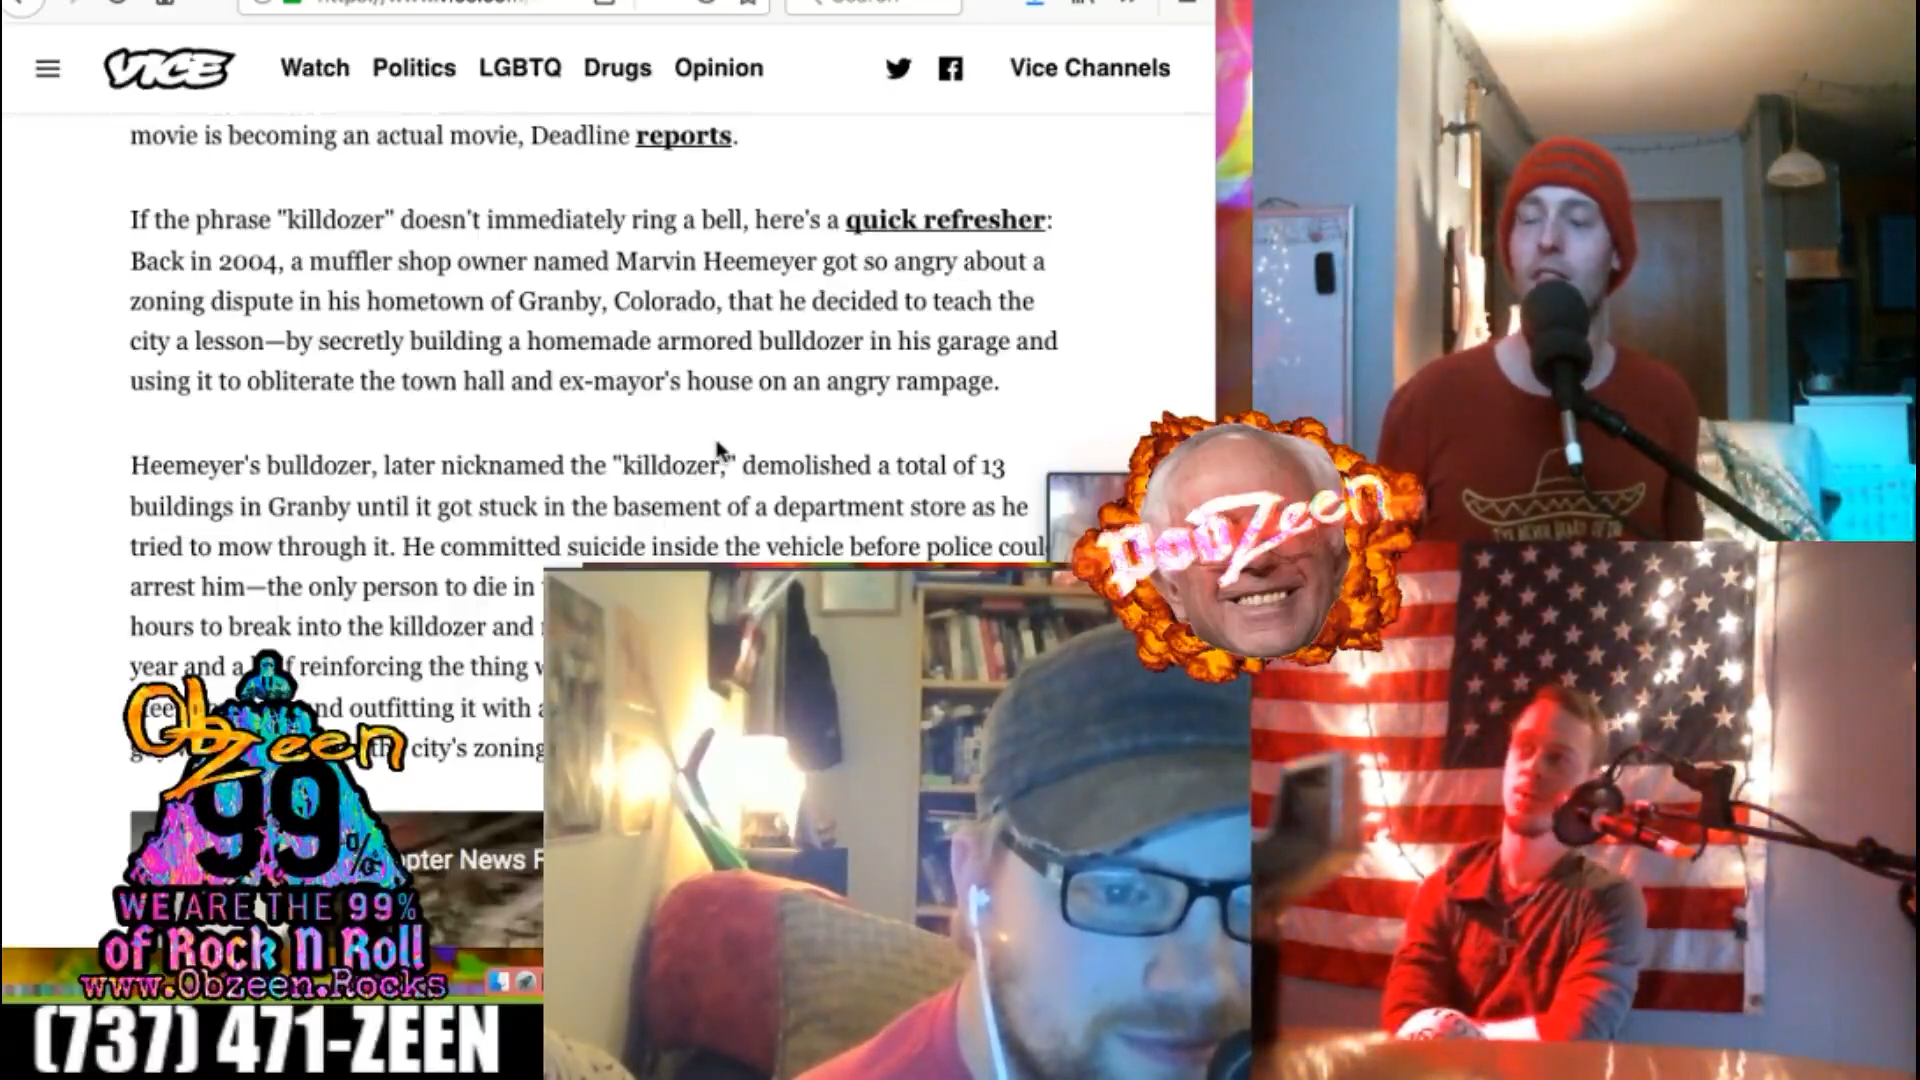 VICE
Watch Politics LGBTQ Drugs Opinion Vice Channels
movie is becoming an actual movie, Deadline reports.
If the phrase "killdozer" doesn't immediately ring a bell, here's a quick refresher:
Back in 2004, a muffler shop owner named Marvin Heemeyer got so angry about a
zoning dispute in his hometown of Granby, Colorado, that he decided to teach the
city a lesson—by secretly building a homemade armored bulldozer in his garage and
using it to obliterate the town hall and ex-mayor's house on an angry rampage.
Heemeyer's bulldozer, later nicknamed the "killdozer," demolished a total of 13
buildings in Granby until it got stuck in the basement of a department store as he
tried to mow through it. He committed suicide inside the vehicle before police
arrest him—the only person to die in
hours to break into the killdozer and
year and a reinforcing the thing
outfitting it with
city's zoning
News
PodZeen
ObZeen
99%
WE ARE THE 99%
of Rock N Roll
www.Obzeen.Rocks
(737) 471-ZEEN